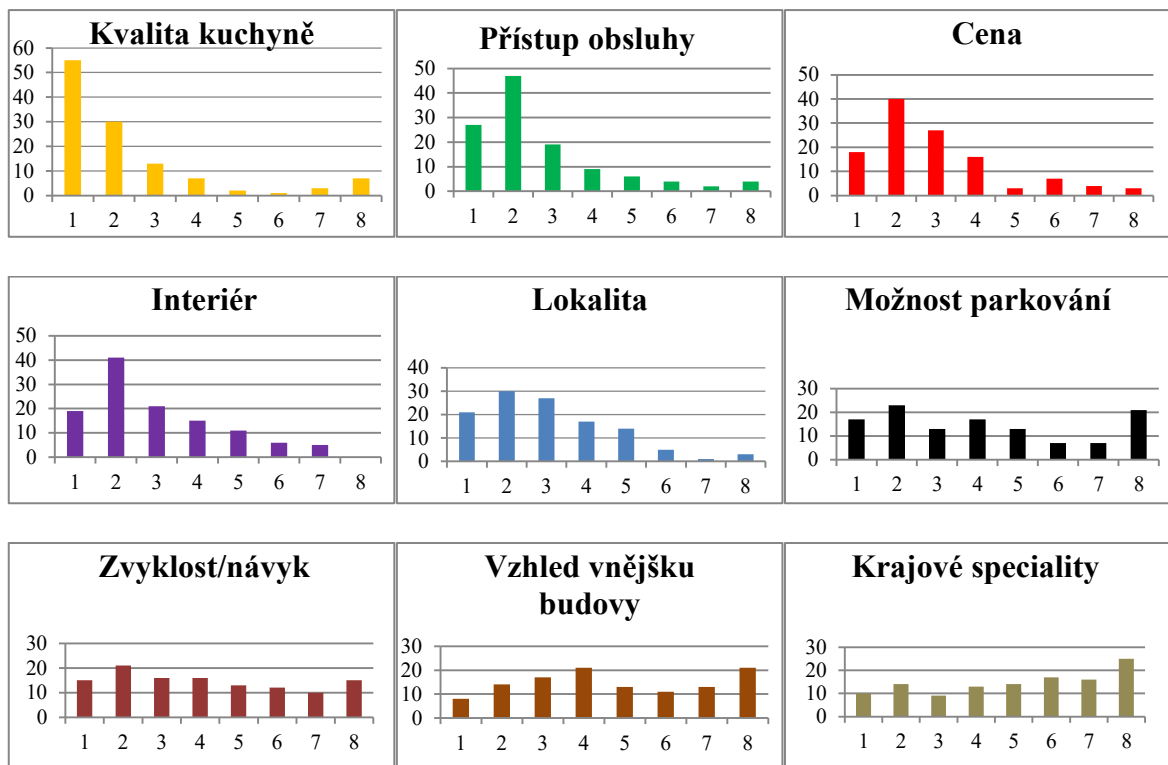 Kvalita kuchyně
60
50
40
30
20
10
0
1 2 3 4 5 6 7 8
Přístup obsluhy
50
40
30
20
10
0
1 2 3 4 5 6 7 8
Cena
50
40
30
20
10
0
1 2 3 4 5 6 7 8
Interiér
50
40
30
20
10
0
1 2 3 4 5 6 7 8
Lokalita
40
30
20
10
0
1 2 3 4 5 6 7 8
Možnost parkování
30
20
10
0
1 2 3 4 5 6 7 8
Zvyklost/návyk
30
20
10
0
1 2 3 4 5 6 7 8
Vzhled vnějšku
budovy
30
20
10
0
1 2 3 4 5 6 7 8
Krajové speciality
30
20
10
0
1 2 3 4 5 6 7 8